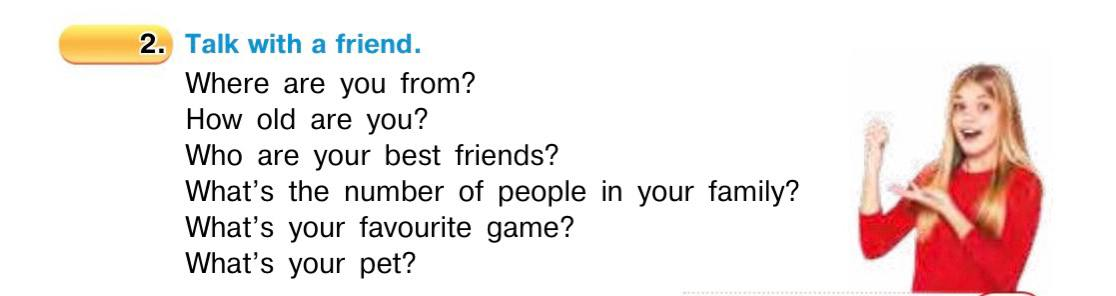 2. Talk with a friend.
Where are you from?
How old are you?
Who are your best friends?
What's the number of people in your family?
What's your favourite game?
What's your pet?